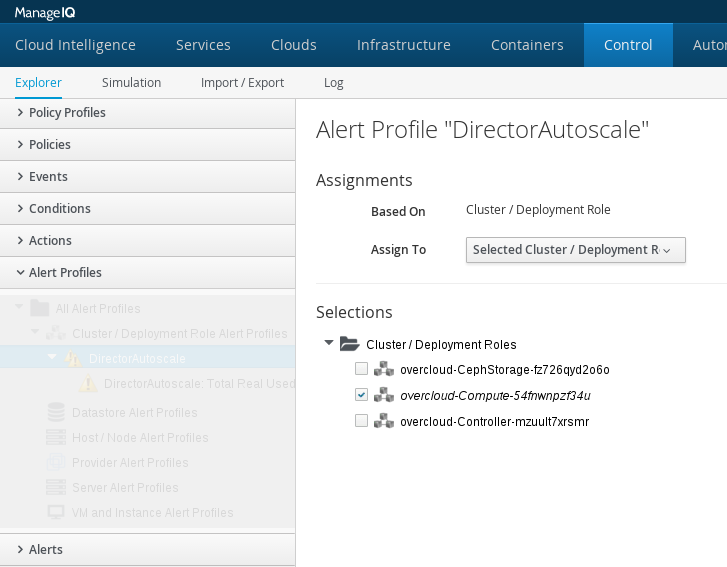 ManageIQ
Cloud Intelligence Services Clouds Infrastructure Containers Control Autor
Explorer Simulation Import / Export Log
Policy Profiles
Policies
Events
Conditions
Actions
Alert Profiles
All Alert Profiles
Cluster / Deployment Role Alert Profiles
DirectorAutoscale
DirectorAutoscale: Total Real Used
Datastore Alert Profiles
Host / Node Alert Profiles
Provider Alert Profiles
Server Alert Profiles
VM and Instance Alert Profiles
Alerts
Alert Profile "DirectorAutoscale"
Assignments
Based On Cluster / Deployment Role
Assign To Selected Cluster / Deployment R
Selections
Cluster / Deployment Roles
overcloud-CephStorage-fz726qyd2o6o
overcloud-Compute-54fnwnpzf34u
overcloud-Controller-mzuult7xrsmr